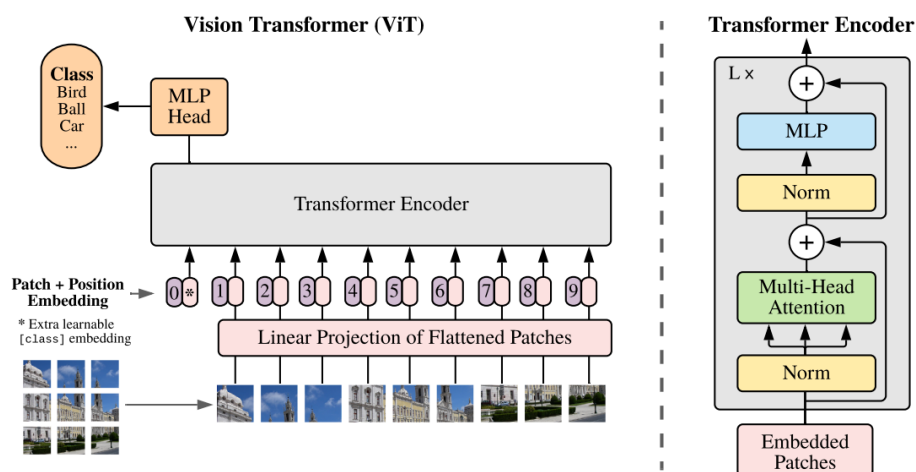 Vision Transformer (ViT)
Class
Bird
Ball
Car
...
MLP
Head
Transformer Encoder
Patch + Position
Embedding
0 * 1 2 3 4 5 6 7 8 9
* Extra learnable
[class] embedding
Linear Projection of Flattened Patches
Transformer Encoder
L ×
+
MLP
Norm
+
Multi-Head
Attention
Norm
Embedded
Patches